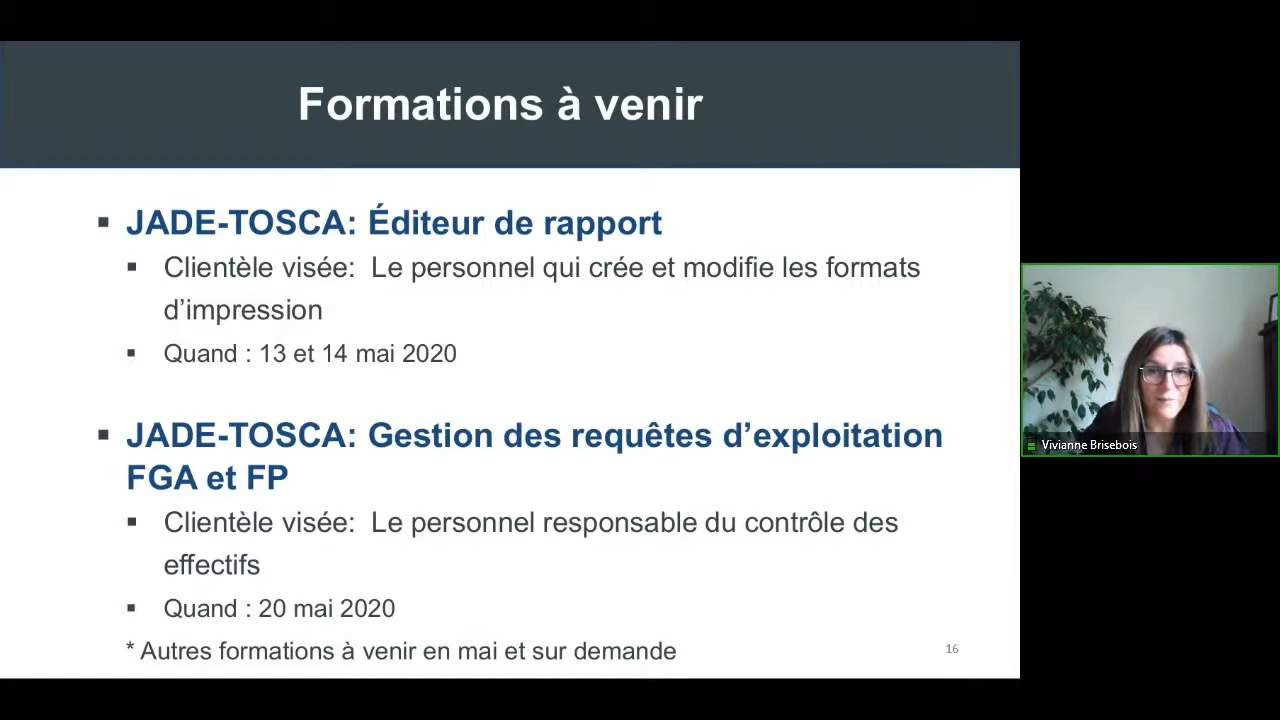 Formations à venir
JADE-TOSCA: Éditeur de rapport
Clientèle visée:  Le personnel qui crée et modifie les formats
d’impression
Quand : 13 et 14 mai 2020
JADE-TOSCA: Gestion des requêtes d’exploitation
FGA et FP
Clientèle visée:  Le personnel responsable du contrôle des
effectifs
Quand : 20 mai 2020
* Autres formations à venir en mai et sur demande
16
Vivianne Brisebois